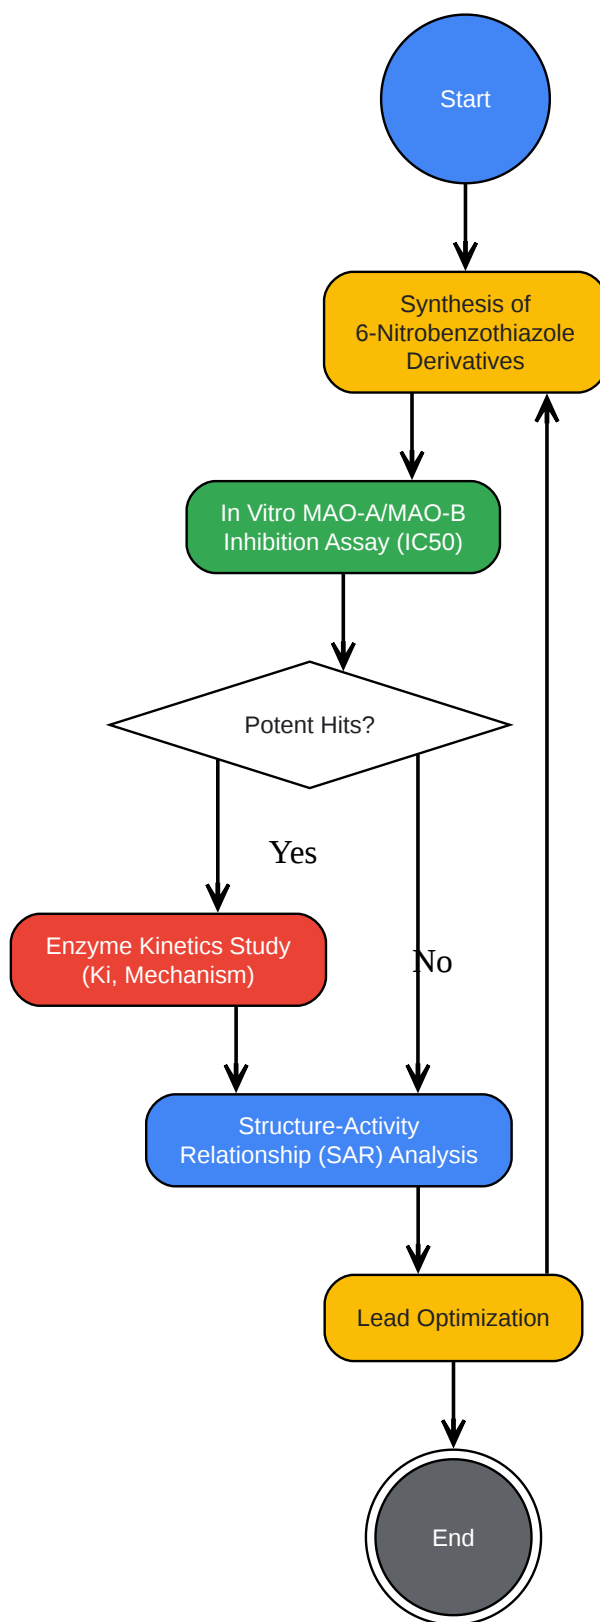 Start
Synthesis of
6-Nitrobenzothiazole
Derivatives
In Vitro MAO-A/MAO-B
Inhibition Assay (IC50)
Potent Hits?
Yes
Enzyme Kinetics Study
(Ki, Mechanism)
No
Structure-Activity
Relationship (SAR) Analysis
Lead Optimization
End